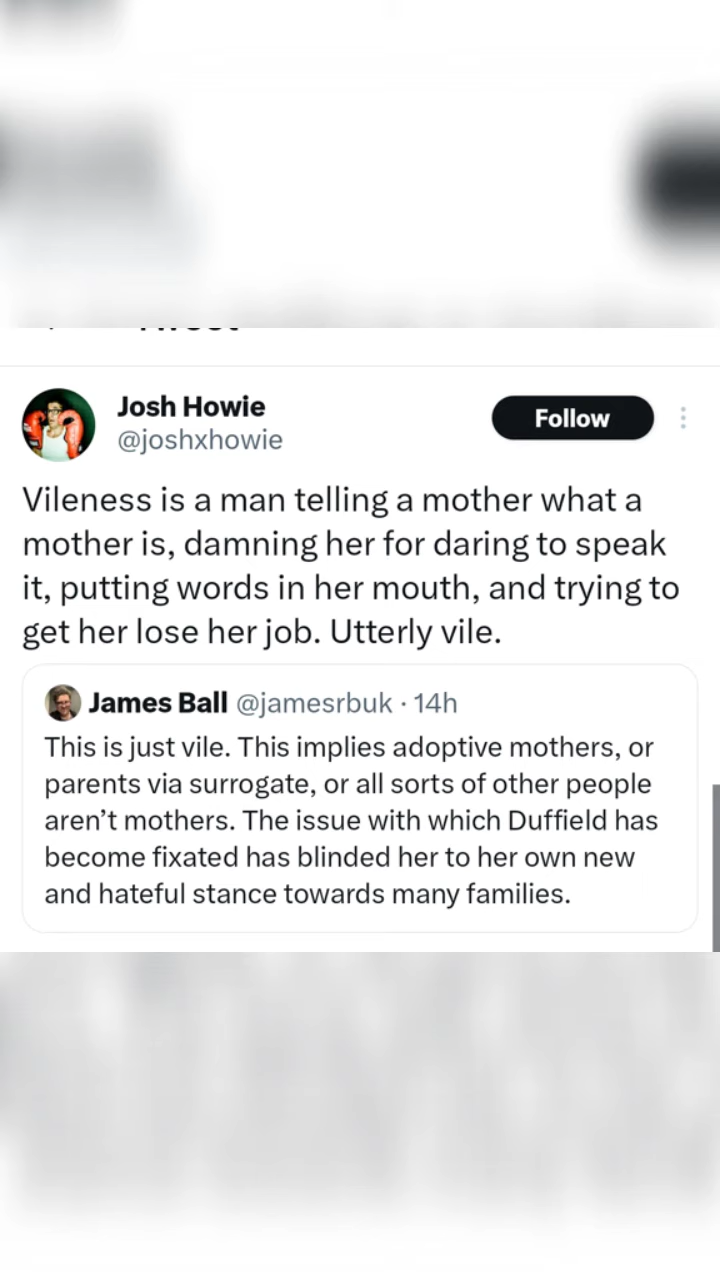 Josh Howie
@joshxhowie
Follow
Vileness is a man telling a mother what a
mother is, damning her for daring to speak
it, putting words in her mouth, and trying to
get her lose her job. Utterly vile.
James Ball @jamesrbuk · 14h
This is just vile. This implies adoptive mothers, or
parents via surrogate, or all sorts of other people
aren’t mothers. The issue with which Duffield has
become fixated has blinded her to her own new
and hateful stance towards many families.